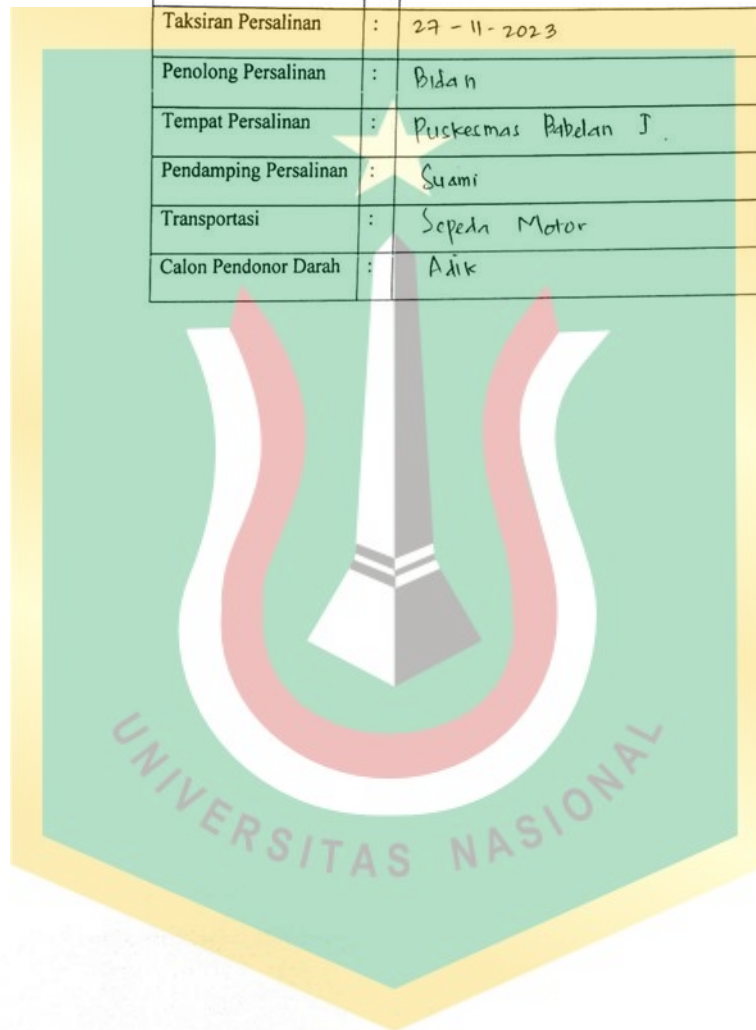 Taksiran Persalinan : 27 - 11 - 2023
Penolong Persalinan : Bidan
Tempat Persalinan : Puskesmas Babelan I.
Pendamping Persalinan : Suami
Transportasi : Sepeda Motor
Calon Pendonor Darah : Adik
UNIVERSITAS NASIONAL